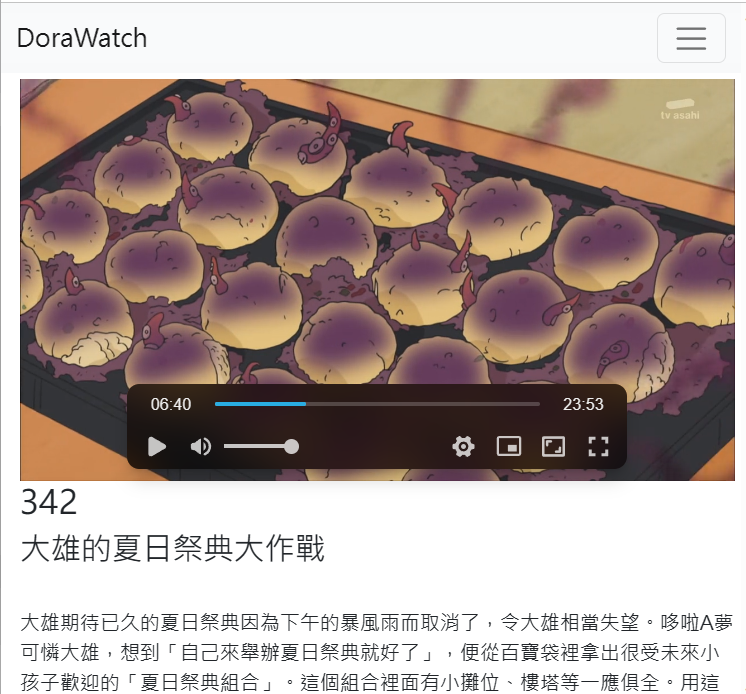 DoraWatch
tv asahi
06:40
23:53
342
大雄的夏日祭典大作戰
大雄期待已久的夏日祭典因為下午的暴風雨而取消了，令大雄相當失望。哆啦A夢
可憐大雄，想到「自己來舉辦夏日祭典就好了」，便從百寶袋裡拿出很受未來小
孩子歡迎的「夏日祭典組合」。這個組合裡面有小攤位、樓塔等一應俱全。用這